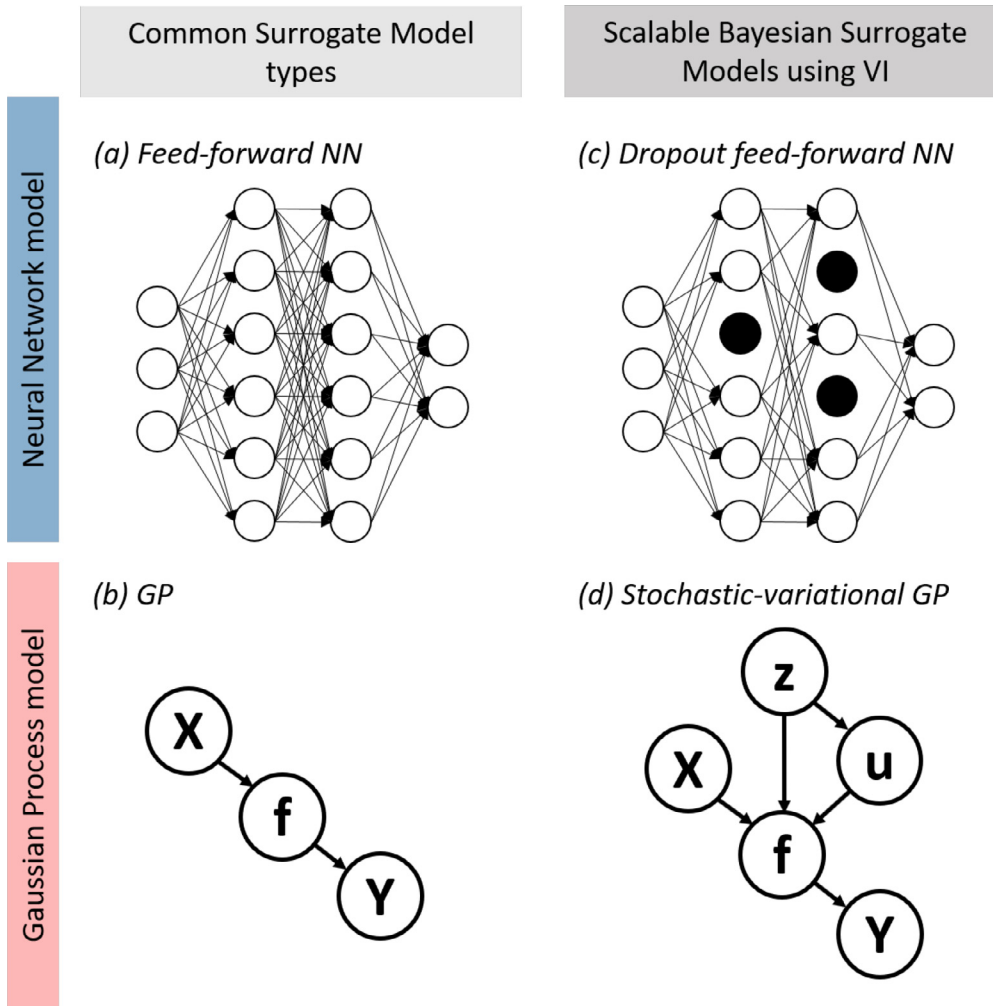 Common Surrogate Model
types
Scalable Bayesian Surrogate
Models using VI
Neural Network model
(a) Feed-forward NN
(c) Dropout feed-forward NN
Gaussian Process model
(b) GP
X
f
Y
(d) Stochastic-variational GP
z
X
u
f
Y